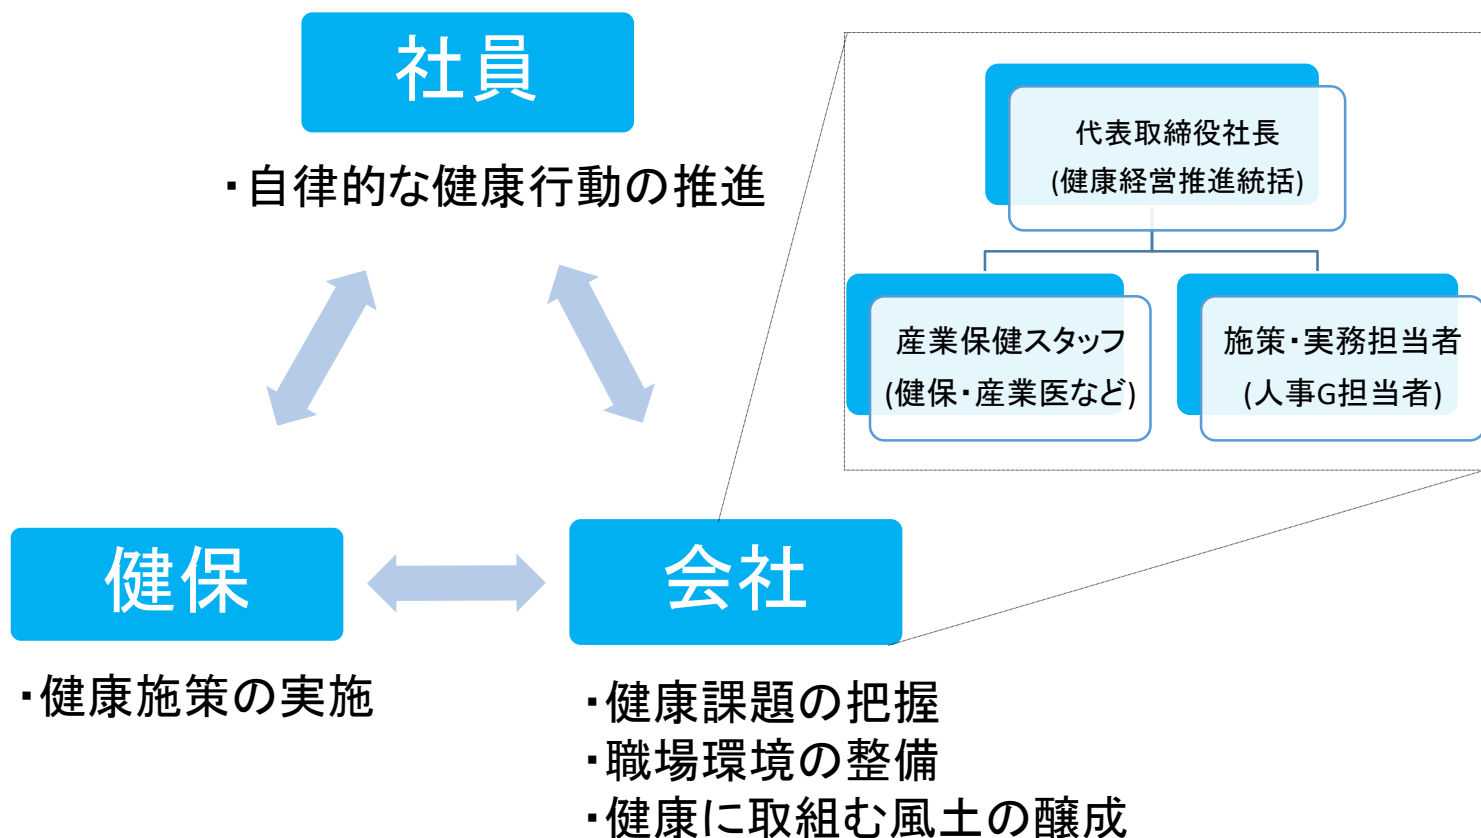 社員
・自律的な健康行動の推進
代表取締役社長
(健康経営推進統括)
産業保健スタッフ
(健保・産業医など)
施策・実務担当者
(人事G担当者)
健保
・健康施策の実施
会社
・健康課題の把握
・職場環境の整備
・健康に取組む風土の醸成